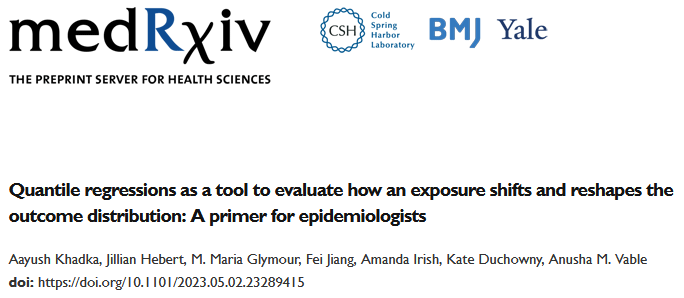 medRxiv
CSH Cold Spring Harbor Laboratory BMJ Yale
THE PREPRINT SERVER FOR HEALTH SCIENCES
Quantile regressions as a tool to evaluate how an exposure shifts and reshapes the
outcome distribution: A primer for epidemiologists
Aayush Khadka, Jillian Hebert, M. Maria Glymour, Fei Jiang, Amanda Irish, Kate Duchowny, Anusha M. Vable
doi: https://doi.org/10.1101/2023.05.02.23289415